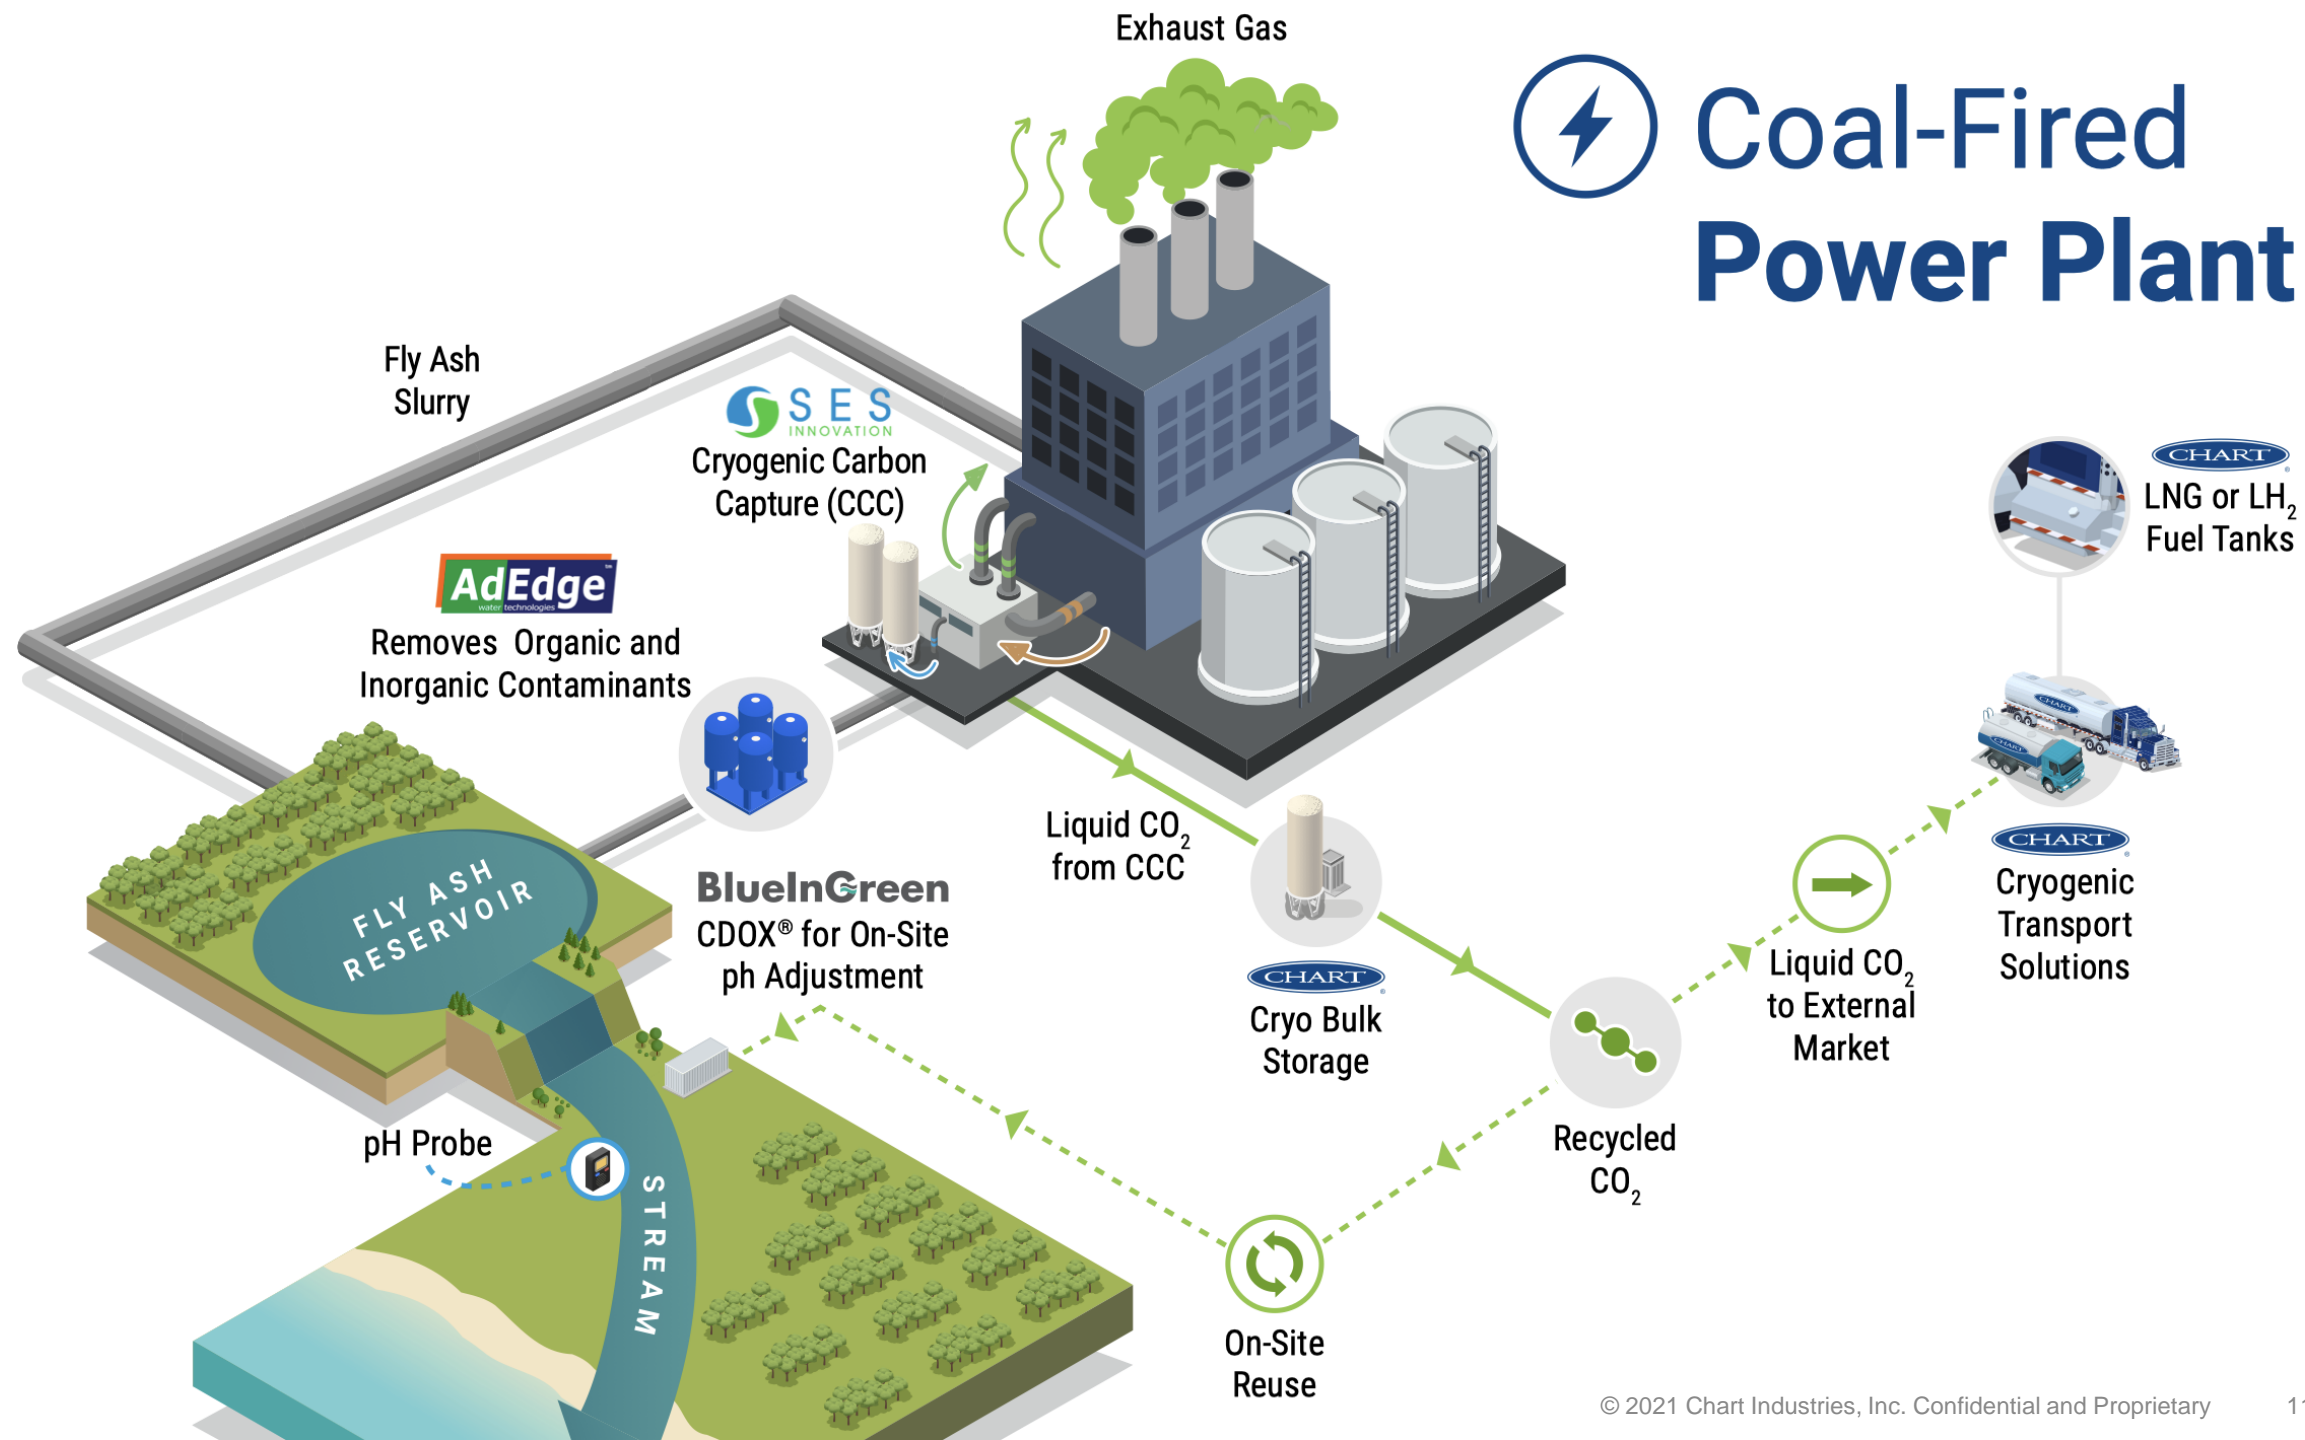 Exhaust Gas
Coal-Fired
Power Plant
Fly Ash
Slurry
SES
INNOVATION
Cryogenic Carbon
Capture (CCC)
CHART
LNG or LH₂
Fuel Tanks
AdEdge™
water technologies
Removes Organic and
Inorganic Contaminants
CHART
CHART
Liquid CO₂
from CCC
CHART®
Cryogenic
Transport
Solutions
FLY ASH
RESERVOIR
BlueInGreen
CDOX® for On-Site
ph Adjustment
CHART®
Cryo Bulk
Storage
Liquid CO₂
to External
Market
pH Probe
Recycled
CO₂
STREAM
On-Site
Reuse
© 2021 Chart Industries, Inc. Confidential and Proprietary